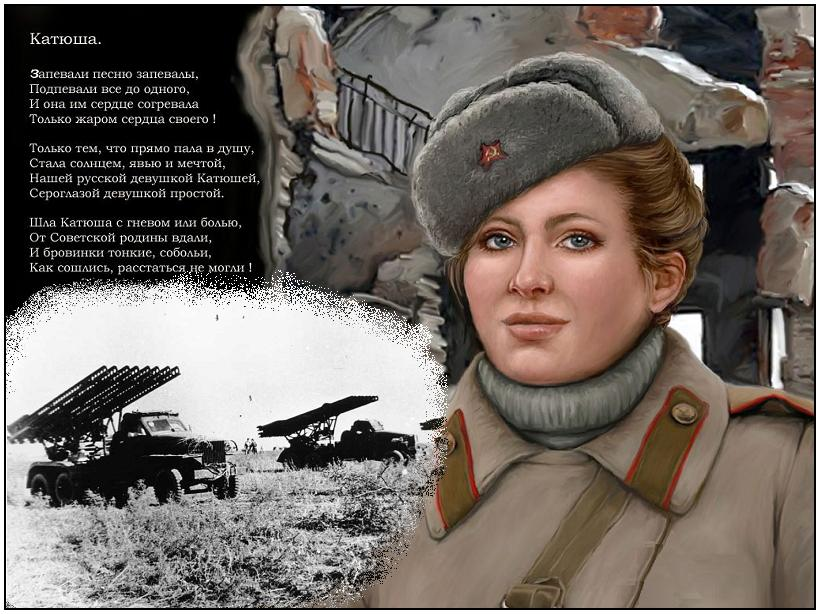 Катюша.
Запевали песню запевалы,
Подпевали все до одного,
И она им сердце согревала
Только жаром сердца своего !
Только тем, что прямо пала в душу,
Стала солнцем, явью и мечтой,
Нашей русской девушкой Катюшей,
Сероглазой девушкой простой.
Шла Катюша с гневом или болью,
От Советской родины вдали,
И бровинки тонкие, собольи,
Как сошлись, расстаться не могли !